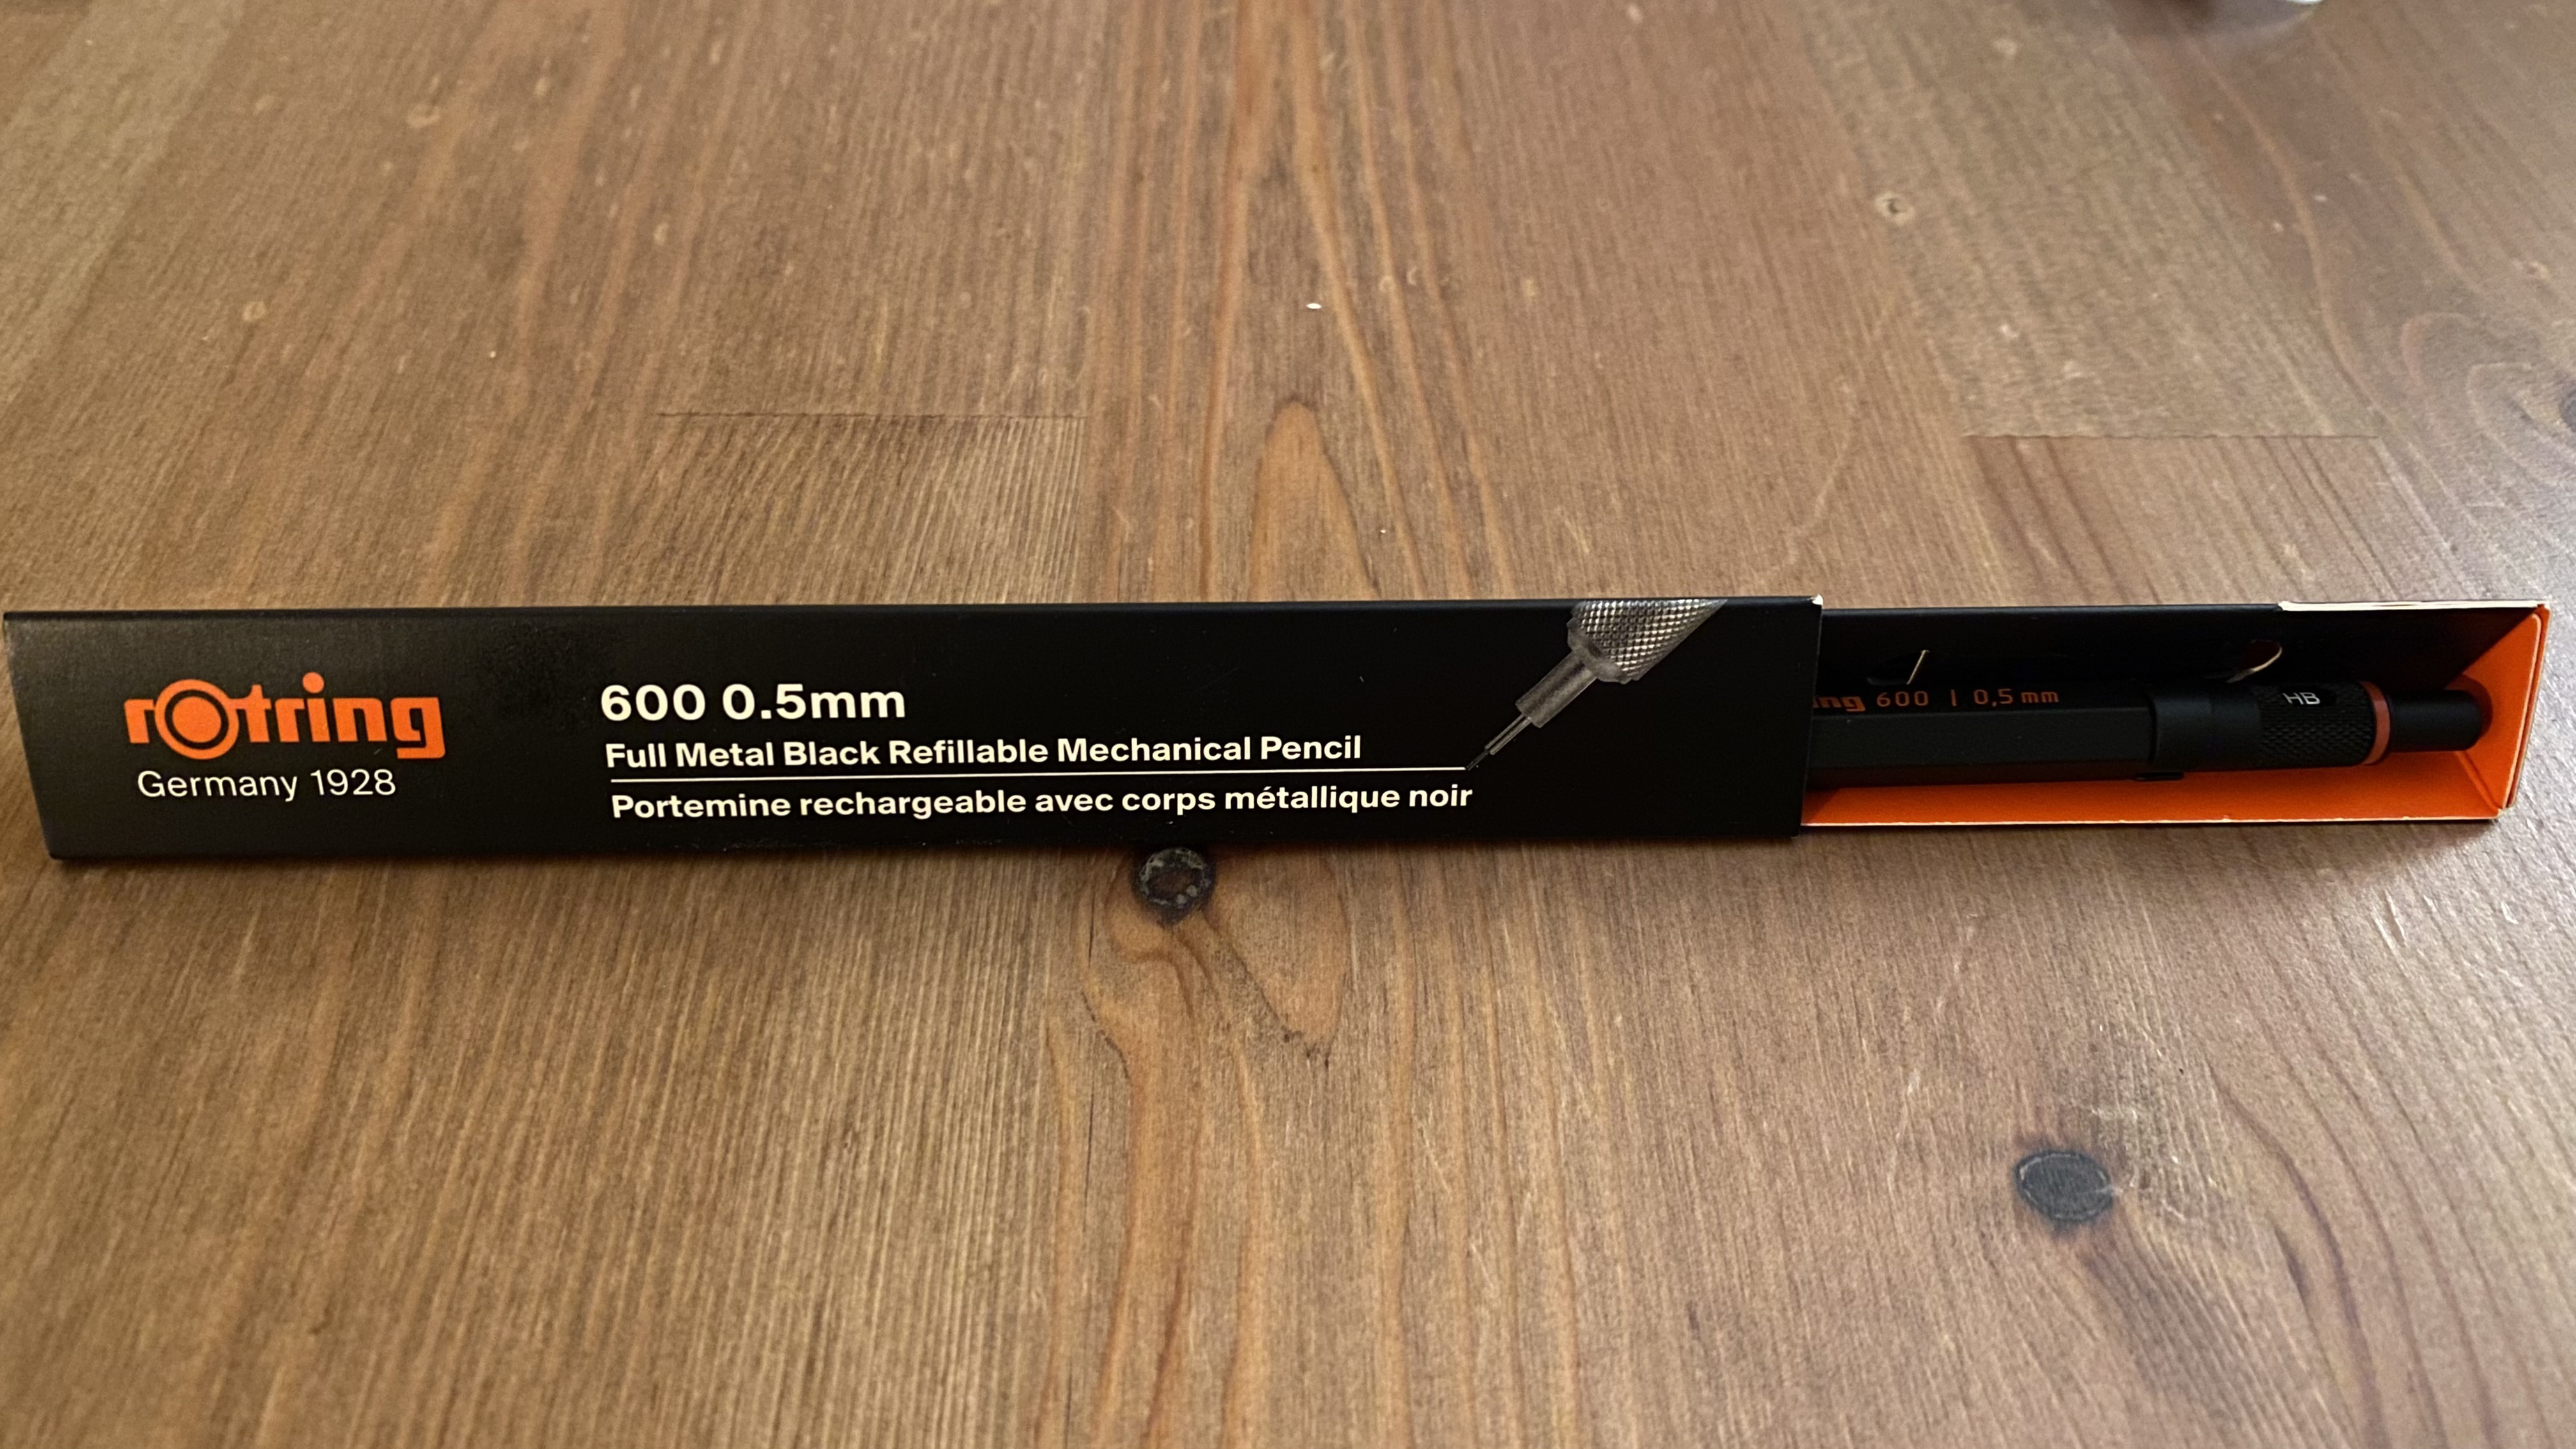 rotring
Germany 1928
600 0.5mm
Full Metal Black Refillable Mechanical Pencil
Portemine rechargeable avec corps métallique noir
600 | 0,5 mm
HB